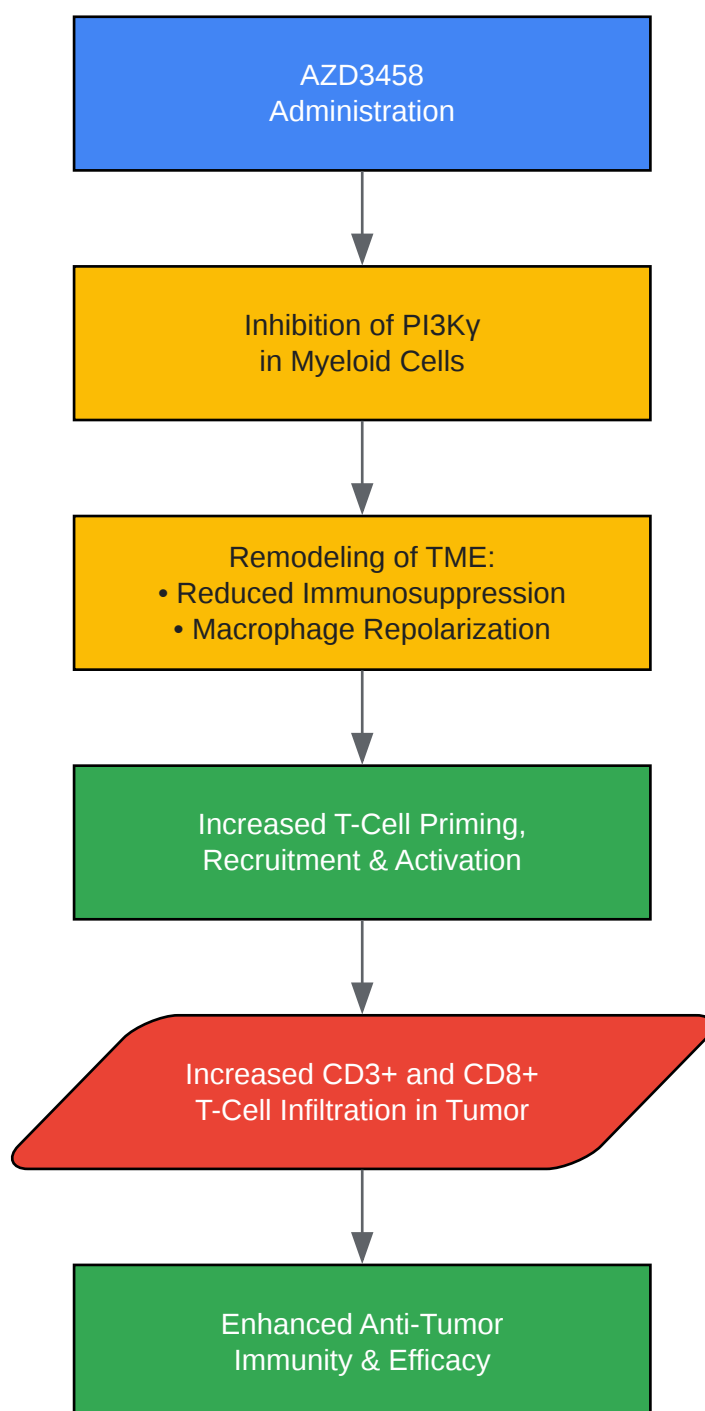 AZD3458
Administration
Inhibition of PI3Kγ
in Myeloid Cells
Remodeling of TME:
• Reduced Immunosuppression
• Macrophage Repolarization
Increased T-Cell Priming,
Recruitment & Activation
Increased CD3+ and CD8+
T-Cell Infiltration in Tumor
Enhanced Anti-Tumor
Immunity & Efficacy